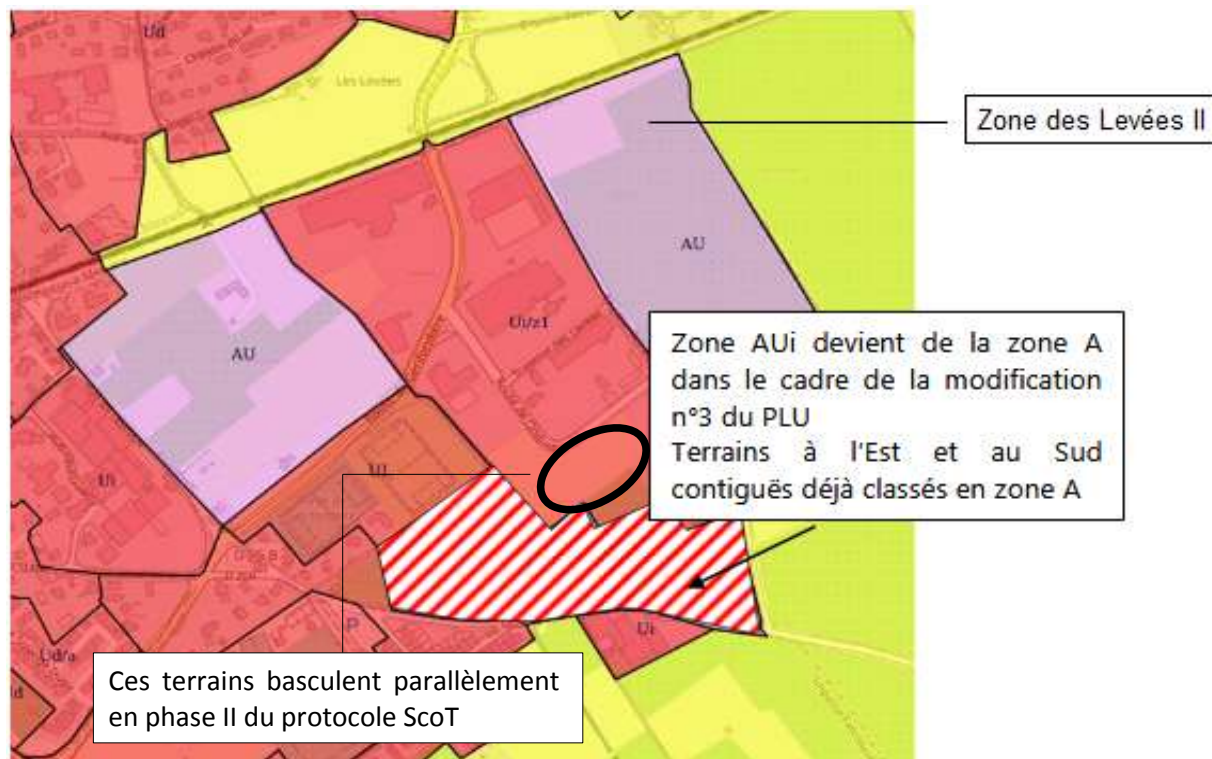 Ud
Les Levées
Zone des Levées II
AU
AU
Ui/z1
Zone AUi devient de la zone A
dans le cadre de la modification
n°3 du PLU
Terrains à l'Est et au Sud
contiguës déjà classés en zone A
Ui
P
Ui
Ud/a
Ces terrains basculent parallèlement
en phase II du protocole ScoT